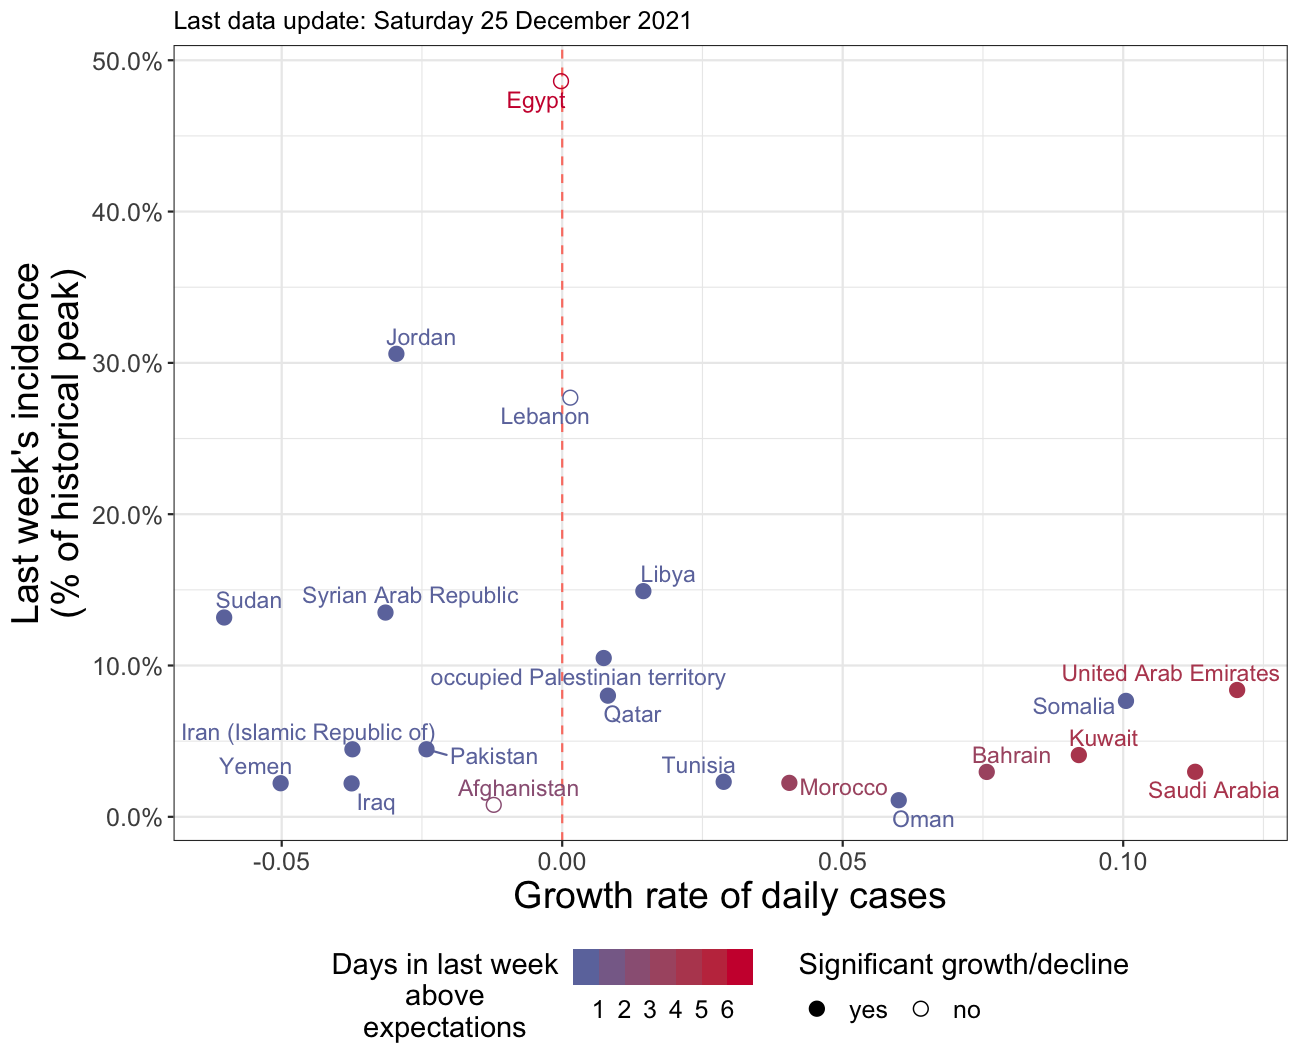 Last data update: Saturday 25 December 2021
50.0%
Egypt
40.0%
Jordan
30.0%
Lebanon
Last week's incidence
(% of historical peak)
20.0%
Libya
Syrian Arab Republic
Sudan
10.0%
United Arab Emirates
occupied Palestinian territory
Somalia
Qatar
Iran (Islamic Republic of)
Kuwait
Pakistan
Bahrain
Yemen
Tunisia
Afghanistan
Morocco
Saudi Arabia
Iraq
Oman
0.0%
-0.05
0.00
0.05
0.10
Growth rate of daily cases
Days in last week
above
expectations
1 2 3 4 5 6
Significant growth/decline
yes
no